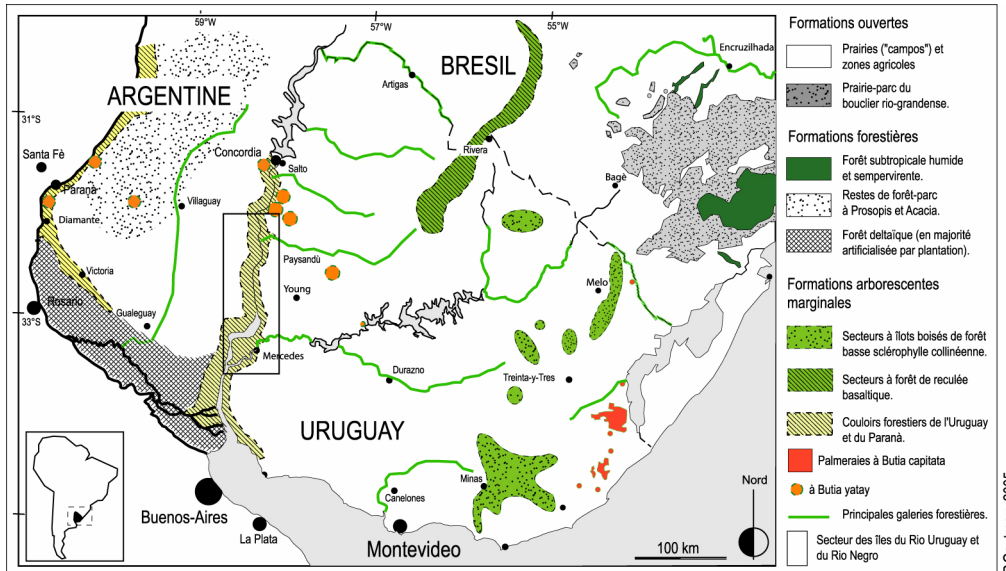 59°W
57°W
55°W
31°S
33°S
ARGENTINE
BRESIL
URUGUAY
Encruzilhada
Artigas
Santa Fè
Concordia
Salto
Rivera
Bagè
Paranà
Villaguay
Diamante
Paysandù
Victoria
Young
Melo
Rosario
Gualeguay
Mercedes
Durazno
Treinta-y-Tres
Minas
Canelones
Buenos-Aires
La Plata
Montevideo
Nord
100 km
Formations ouvertes
Prairies ("campos") et
zones agricoles
Prairie-parc du
bouclier rio-grandense.
Formations forestières
Forêt subtropicale humide
et sempervirente.
Restes de forêt-parc
à Prosopis et Acacia.
Forêt deltaïque (en majorité
artificialisée par plantation).
Formations arborescentes
marginales
Secteurs à îlots boisés de forêt
basse sclérophylle collinéenne.
Secteurs à forêt de reculée
basaltique.
Couloirs forestiers de l'Uruguay
et du Paranà.
Palmeraies à Butia capitata
à Butia yatay
Principales galeries forestières.
Secteur des îles du Rio Uruguay et
du Rio Negro